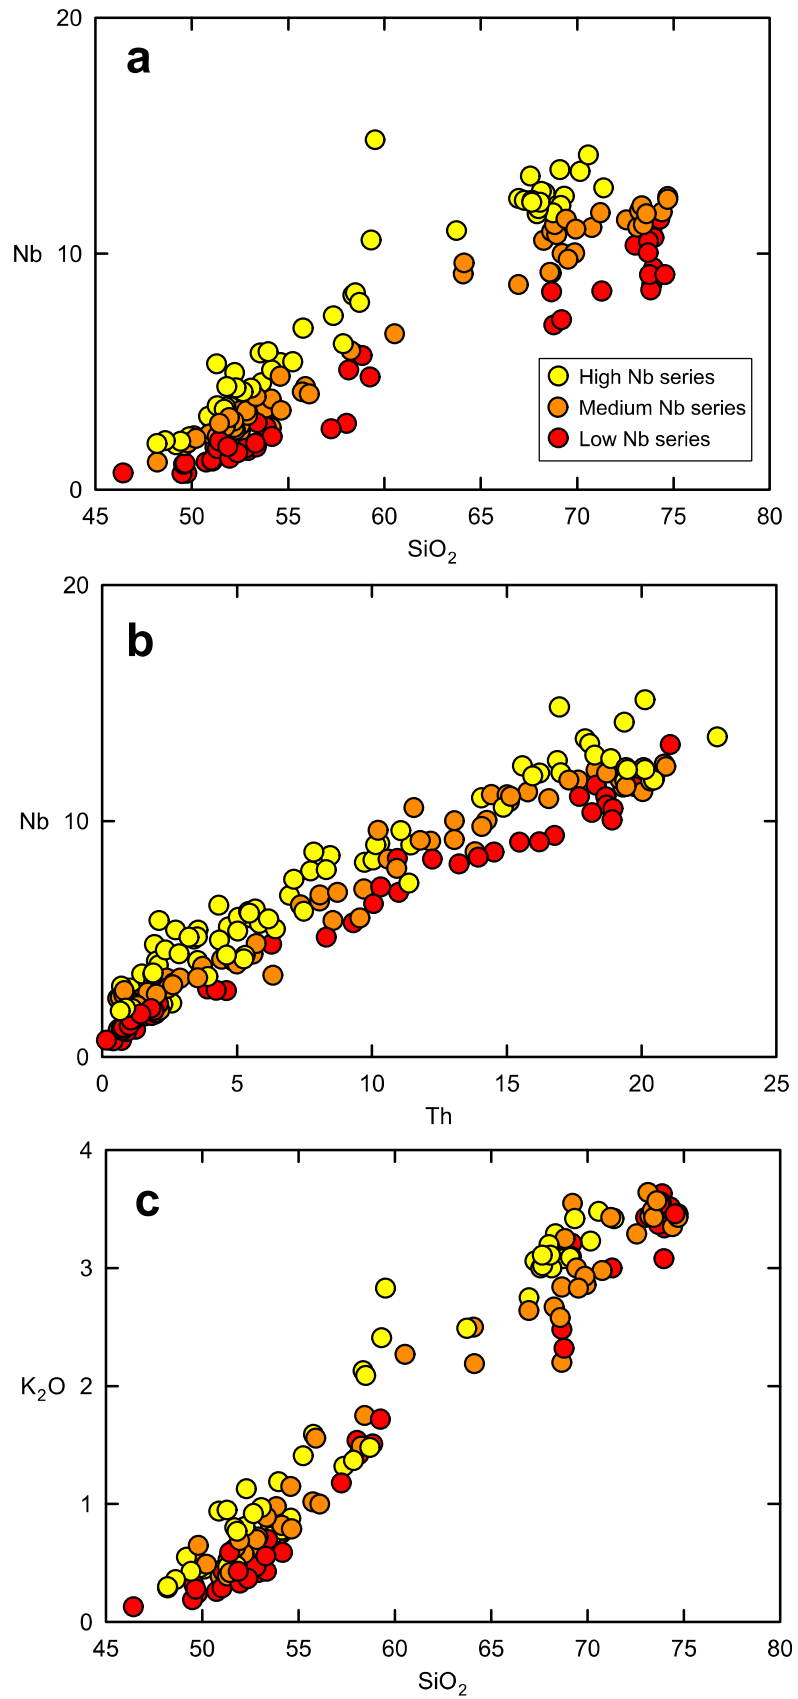 20
a
Nb
10
High Nb series
Medium Nb series
Low Nb series
0
45 50 55 60 65 70 75 80
SiO₂
20
b
Nb
10
0
0 5 10 15 20 25
Th
4
c
3
K₂O 2
1
0
45 50 55 60 65 70 75 80
SiO₂